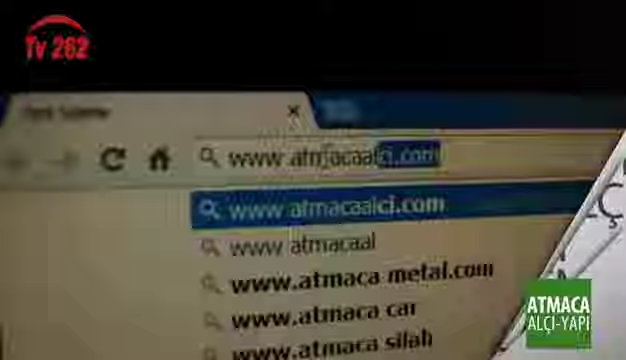 Tv 262
www atmacaalci.com
www atmacaalci.com
www atmacaal
www.atmaca metal.com
www.atmaca car
www.atmaca silah
ATMACA
ALÇI-YAPI